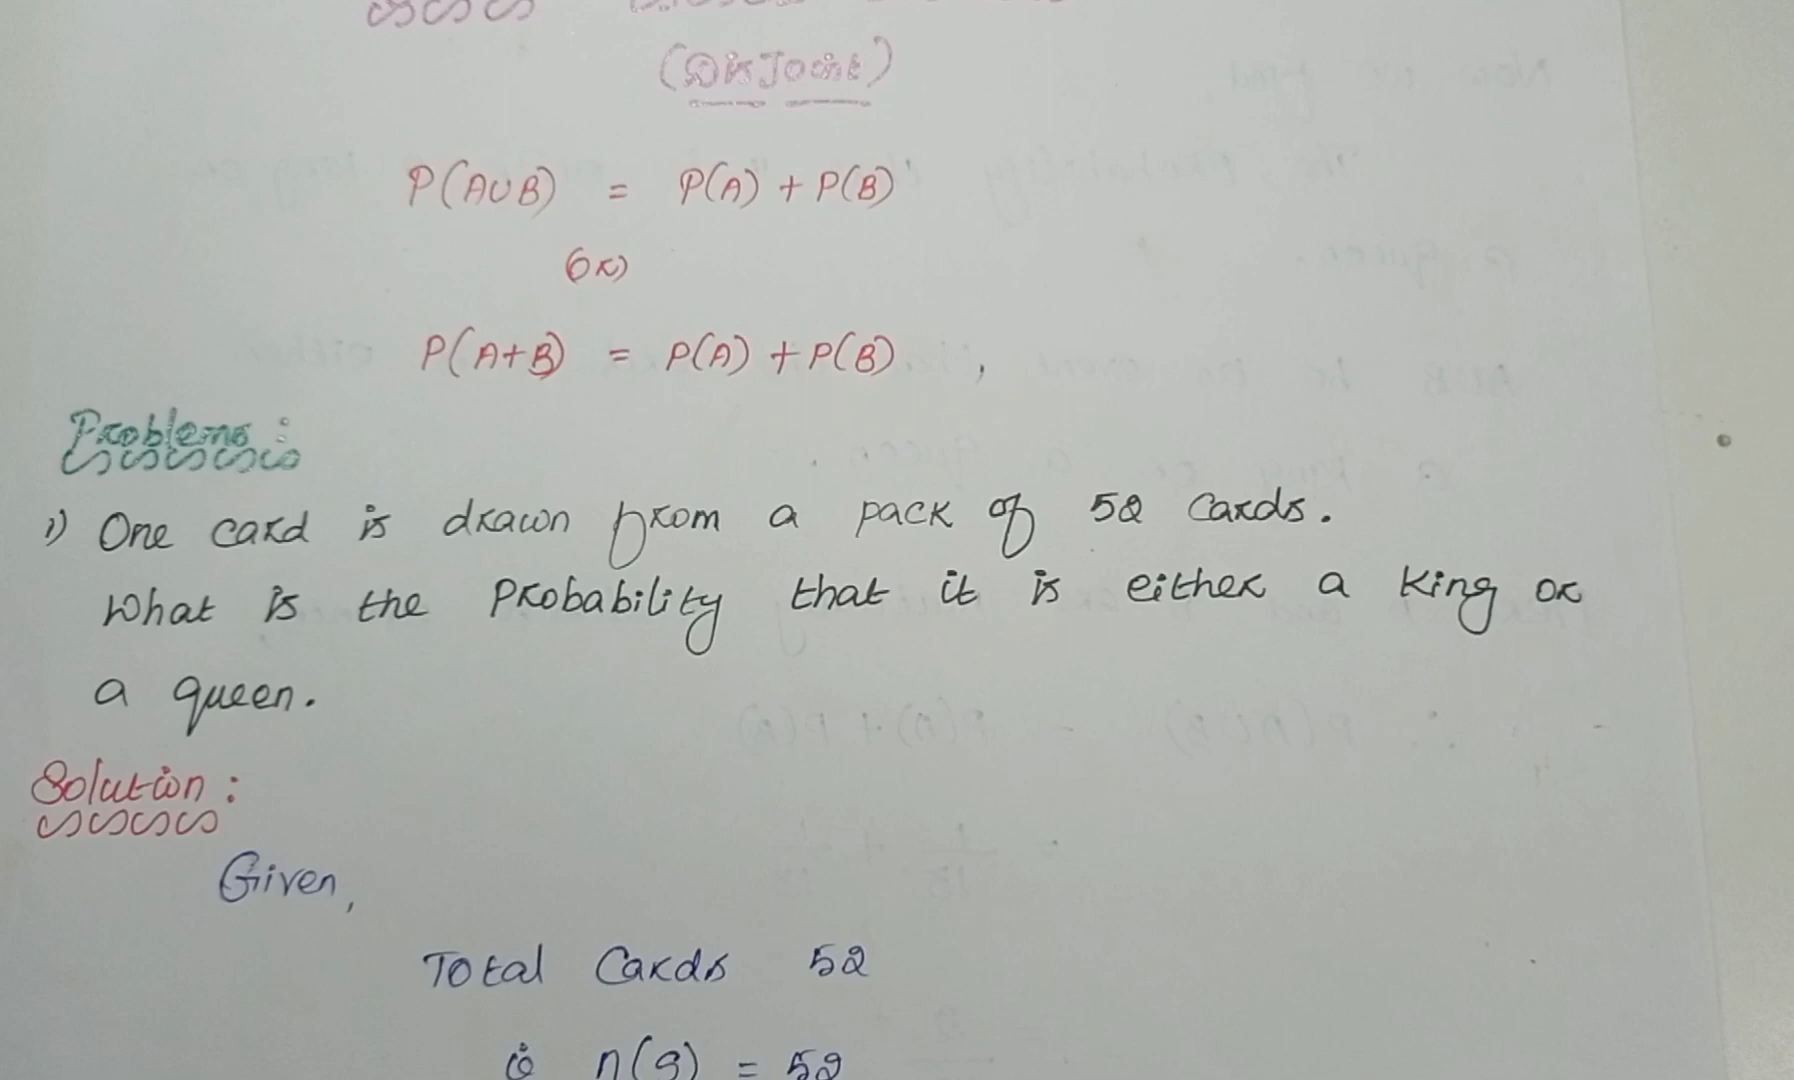 (Disjoint)
P(A∪B) = P(A) + P(B)
(or)
P(A+B) = P(A) + P(B),
Problems:
1) One card is drawn from a pack of 52 Cards.
What is the Probability that it is either a king or
a queen.
Solution:
Given,
Total Cards 52
n(S) = 52